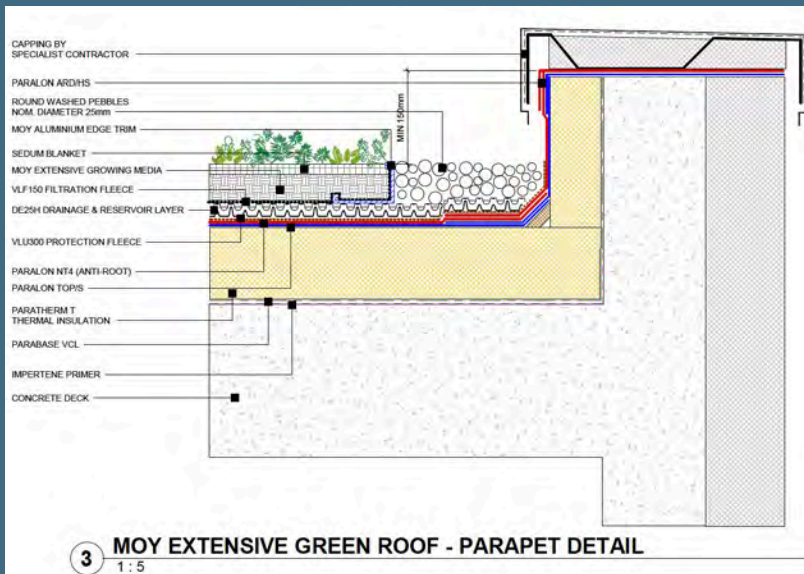 CAPPING BY
SPECIALIST CONTRACTOR
PARALON ARD/HS
ROUND WASHED PEBBLES
NOM. DIAMETER 25mm
MOY ALUMINIUM EDGE TRIM
SEDUM BLANKET
MOY EXTENSIVE GROWING MEDIA
VLF150 FILTRATION FLEECE
DE25H DRAINAGE & RESERVOIR LAYER
VLU300 PROTECTION FLEECE
PARALON NT4 (ANTI-ROOT)
PARALON TOP/S
PARATHERM T
THERMAL INSULATION
PARABASE VCL
IMPERTENE PRIMER
CONCRETE DECK
MIN 150mm
3 MOY EXTENSIVE GREEN ROOF - PARAPET DETAIL
1 : 5